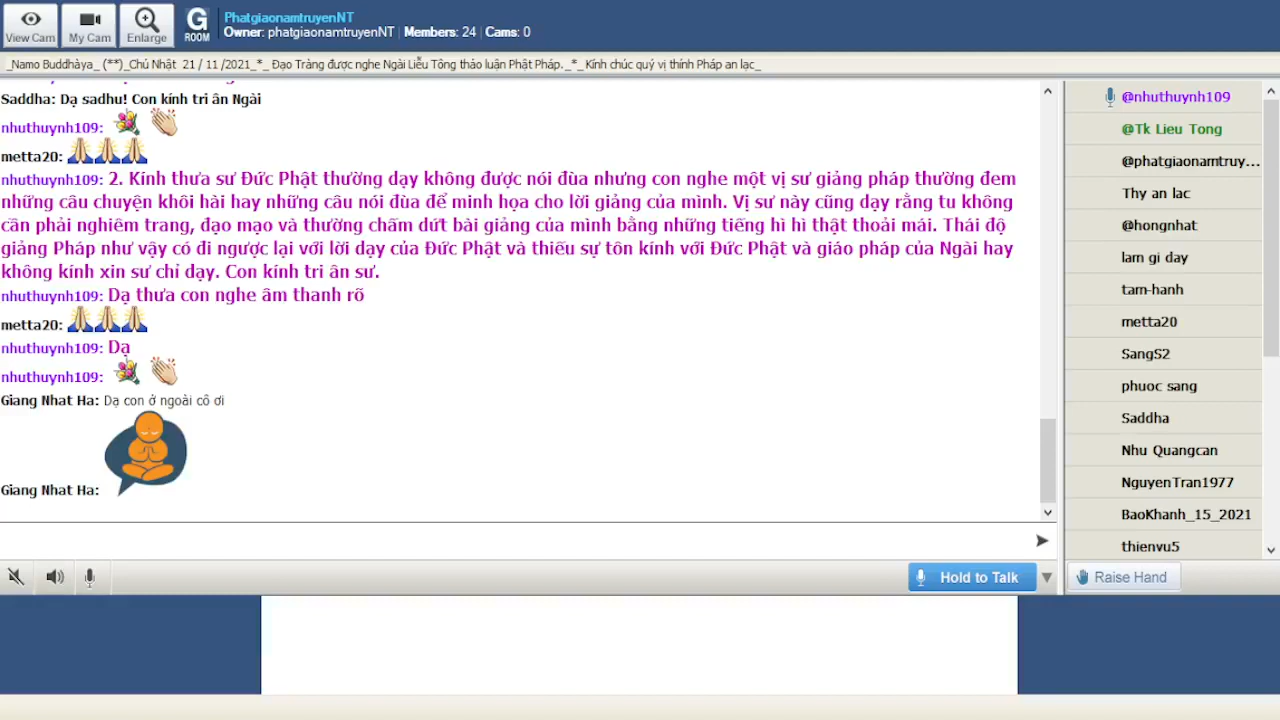 View Cam
My Cam
Enlarge
G
ROOM
PhatgiaonamtruyenNT
Owner: phatgiaonamtruyenNT | Members: 24 | Cams: 0
_Namo Buddhàya_ (**)_Chủ Nhật 21 / 11 /2021_*_ Đạo Tràng được nghe Ngài Liễu Tông thảo luận Phật Pháp._*_ Kính chúc quý vị thính Pháp an lạc_
Saddha: Dạ sadhu! Con kính tri ân Ngài
nhuthuynh109:
metta20:
nhuthuynh109: 2. Kính thưa sư Đức Phật thường dạy không được nói đùa nhưng con nghe một vị sư giảng pháp thường đem
những câu chuyện khôi hài hay những câu nói đùa để minh họa cho lời giảng của mình. Vị sư này cũng dạy rằng tu không
cần phải nghiêm trang, đạo mạo và thường chấm dứt bài giảng của mình bằng những tiếng hì hì thật thoải mái. Thái độ
giảng Pháp như vậy có đi ngược lại với lời dạy của Đức Phật và thiếu sự tôn kính với Đức Phật và giáo pháp của Ngài hay
không kính xin sư chỉ dạy. Con kính tri ân sư.
nhuthuynh109: Dạ thưa con nghe âm thanh rõ
metta20:
nhuthuynh109: Dạ
nhuthuynh109:
Giang Nhat Ha: Dạ con ở ngoài cô ơi
Giang Nhat Ha:
Hold to Talk
@nhuthuynh109
@Tk Lieu Tong
@phatgiaonamtruy...
Thy an lac
@hongnhat
lam gi day
tam-hanh
metta20
SangS2
phuoc sang
Saddha
Nhu Quangcan
NguyenTran1977
BaoKhanh_15_2021
thienvu5
Raise Hand